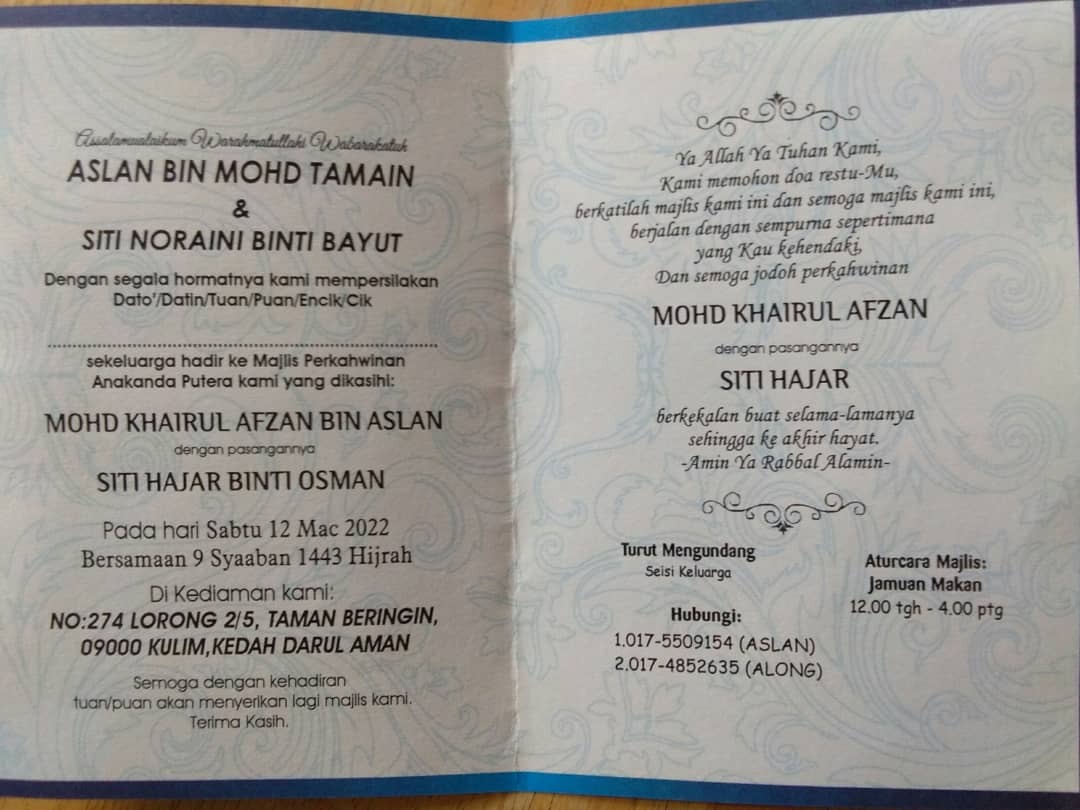 Assalamualaikum Warahmatullahi Wabarakatuh
ASLAN BIN MOHD TAMAIN
&
SITI NORAINI BINTI BAYUT
Dengan segala hormatnya kami mempersilakan
Dato'/Datin/Tuan/Puan/Encik/Cik
......................................................................
sekeluarga hadir ke Majlis Perkahwinan
Anakanda Putera kami yang dikasihi:
MOHD KHAIRUL AFZAN BIN ASLAN
dengan pasangannya
SITI HAJAR BINTI OSMAN
Pada hari Sabtu 12 Mac 2022
Bersamaan 9 Syaaban 1443 Hijrah
Di Kediaman kami:
NO:274 LORONG 2/5, TAMAN BERINGIN,
09000 KULIM,KEDAH DARUL AMAN
Semoga dengan kehadiran
tuan/puan akan menyerikan lagi majlis kami.
Terima Kasih.
Ya Allah Ya Tuhan Kami,
Kami memohon doa restu-Mu,
berkatilah majlis kami ini dan semoga majlis kami ini,
berjalan dengan sempurna sepertimana
yang Kau kehendaki,
Dan semoga jodoh perkahwinan
MOHD KHAIRUL AFZAN
dengan pasangannya
SITI HAJAR
berkekalan buat selama-lamanya
sehingga ke akhir hayat.
-Amin Ya Rabbal Alamin-
Turut Mengundang
Seisi Keluarga
Hubungi:
1.017-5509154 (ASLAN)
2.017-4852635 (ALONG)
Aturcara Majlis:
Jamuan Makan
12.00 tgh - 4.00 ptg